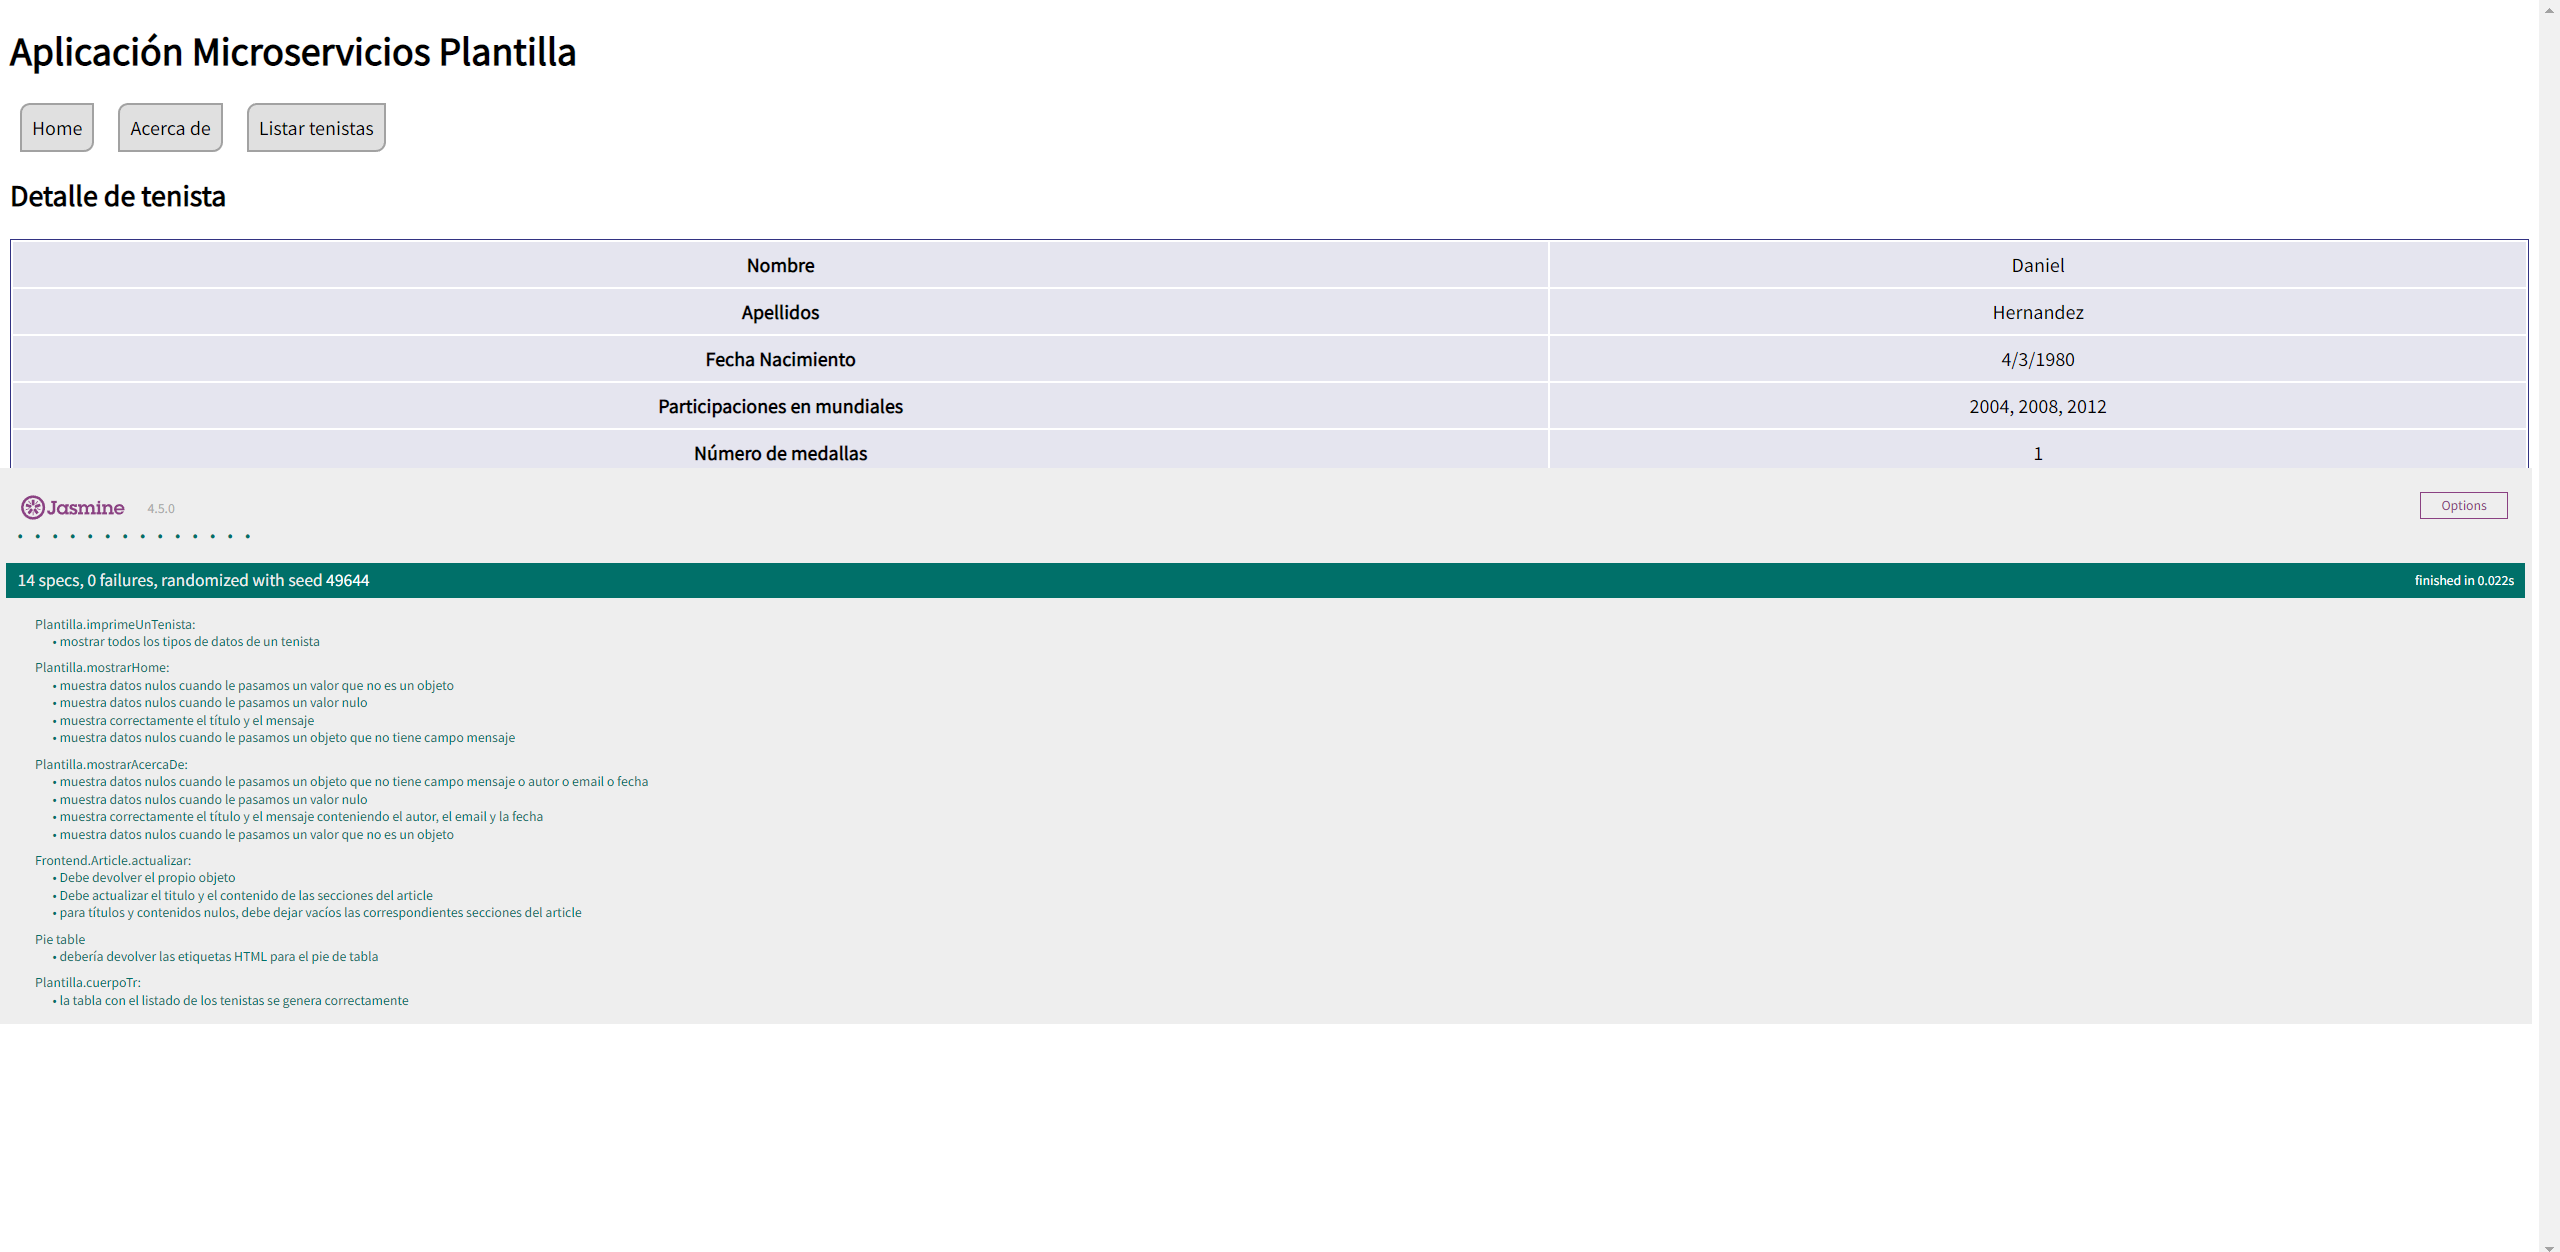 Aplicación Microservicios Plantilla
Home Acerca de Listar tenistas
Detalle de tenista
Nombre Daniel
Apellidos Hernandez
Fecha Nacimiento 4/3/1980
Participaciones en mundiales 2004, 2008, 2012
Número de medallas 1
Jasmine 4.5.0 Options
14 specs, 0 failures, randomized with seed 49644 finished in 0.022s
Plantilla.imprimeUnTenista:
• mostrar todos los tipos de datos de un tenista
Plantilla.mostrarHome:
• muestra datos nulos cuando le pasamos un valor que no es un objeto
• muestra datos nulos cuando le pasamos un valor nulo
• muestra correctamente el título y el mensaje
• muestra datos nulos cuando le pasamos un objeto que no tiene campo mensaje
Plantilla.mostrarAcercaDe:
• muestra datos nulos cuando le pasamos un objeto que no tiene campo mensaje o autor o email o fecha
• muestra datos nulos cuando le pasamos un valor nulo
• muestra correctamente el título y el mensaje conteniendo el autor, el email y la fecha
• muestra datos nulos cuando le pasamos un valor que no es un objeto
Frontend.Article.actualizar:
• Debe devolver el propio objeto
• Debe actualizar el titulo y el contenido de las secciones del article
• para títulos y contenidos nulos, debe dejar vacíos las correspondientes secciones del article
Pie table
• debería devolver las etiquetas HTML para el pie de tabla
Plantilla.cuerpoTr:
• la tabla con el listado de los tenistas se genera correctamente